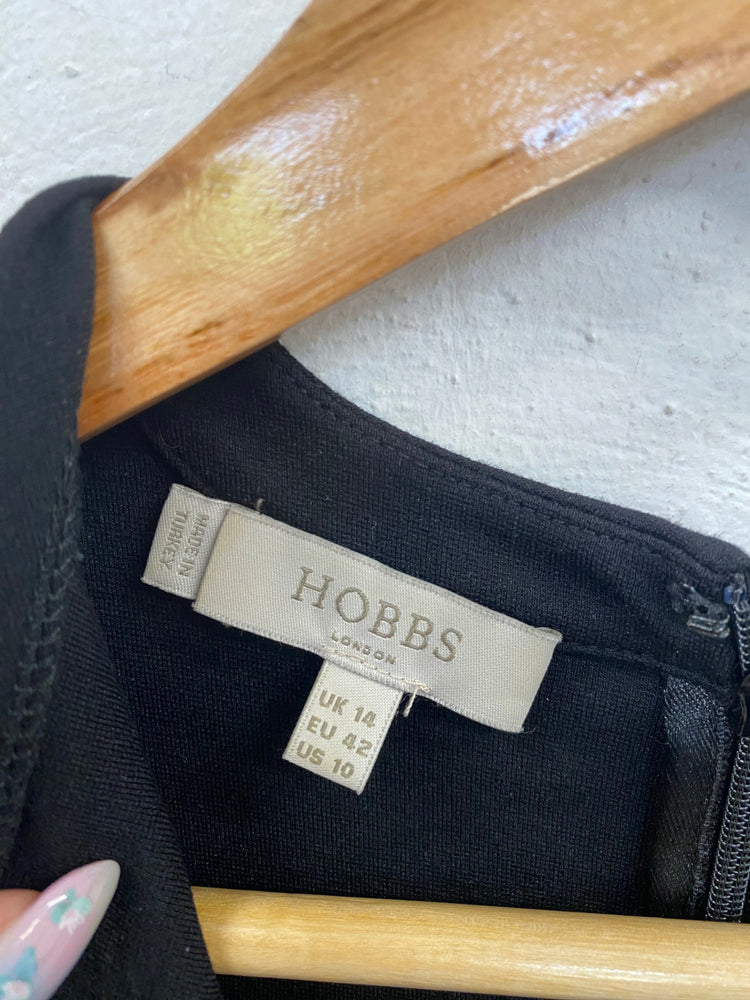 MADE IN
TURKEY
HOBBS
LONDON
UK 14
EU 42
US 10